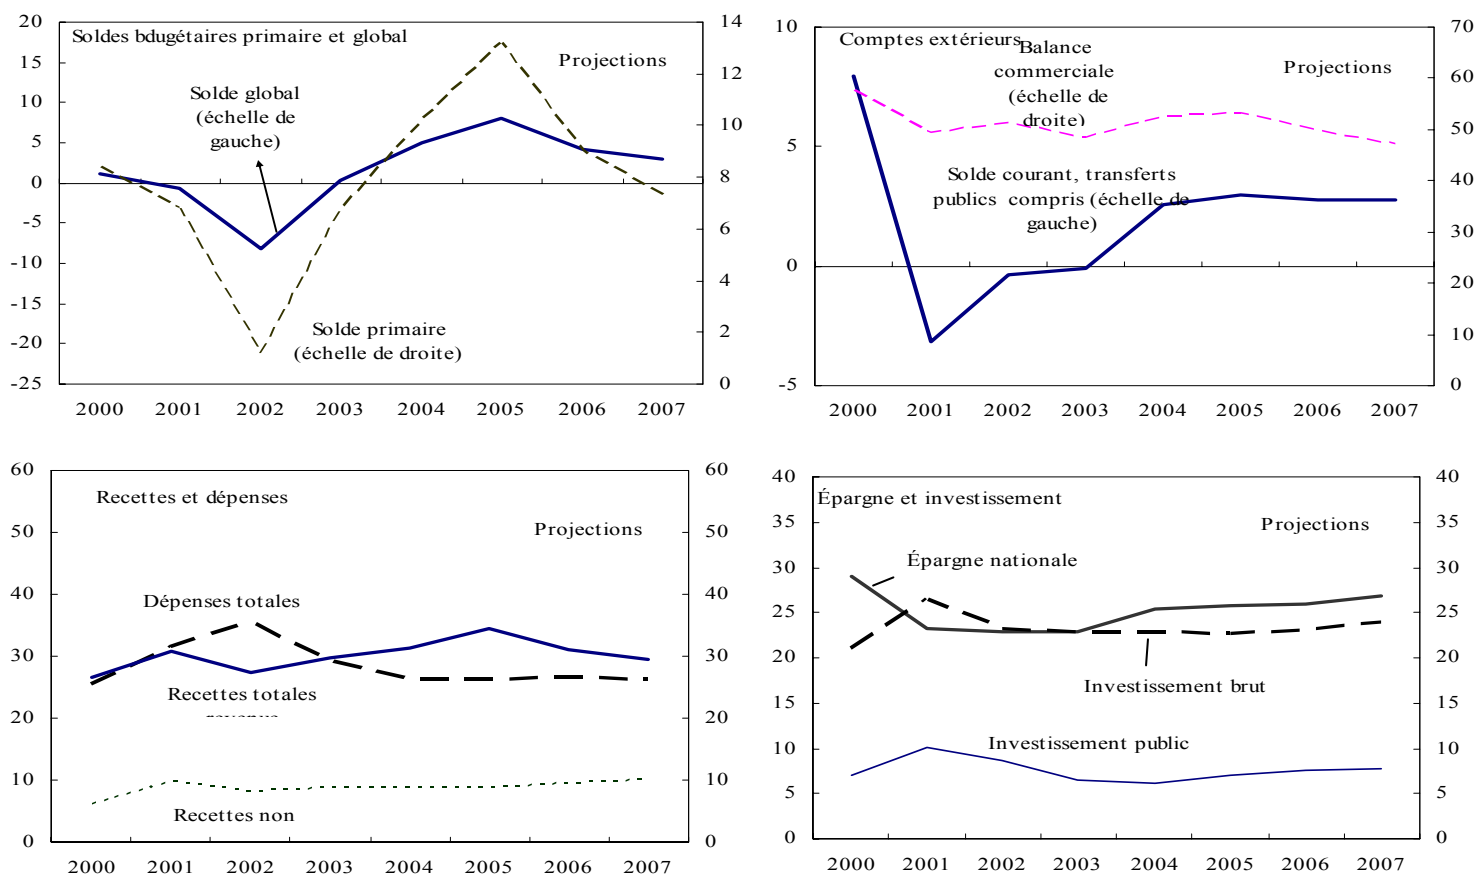 Soldes bdugétaires primaire et global
Projections
Solde global
(échelle de
gauche)
Solde primaire
(échelle de droite)
20
15
10
5
0
-5
-10
-15
-20
-25
14
12
10
8
6
4
2
0
2000 2001 2002 2003 2004 2005 2006 2007
Comptes extérieurs
Projections
Balance
commerciale
(échelle de
droite)
Solde courant, transferts
publics compris (échelle de
gauche)
10
5
0
-5
70
60
50
40
30
20
10
0
2000 2001 2002 2003 2004 2005 2006 2007
Recettes et dépenses
Projections
Dépenses totales
Recettes totales
Recettes non
60
50
40
30
20
10
0
60
50
40
30
20
10
0
2000 2001 2002 2003 2004 2005 2006 2007
Épargne et investissement
Projections
Épargne nationale
Investissement brut
Investissement public
40
35
30
25
20
15
10
5
0
40
35
30
25
20
15
10
5
0
2000 2001 2002 2003 2004 2005 2006 2007